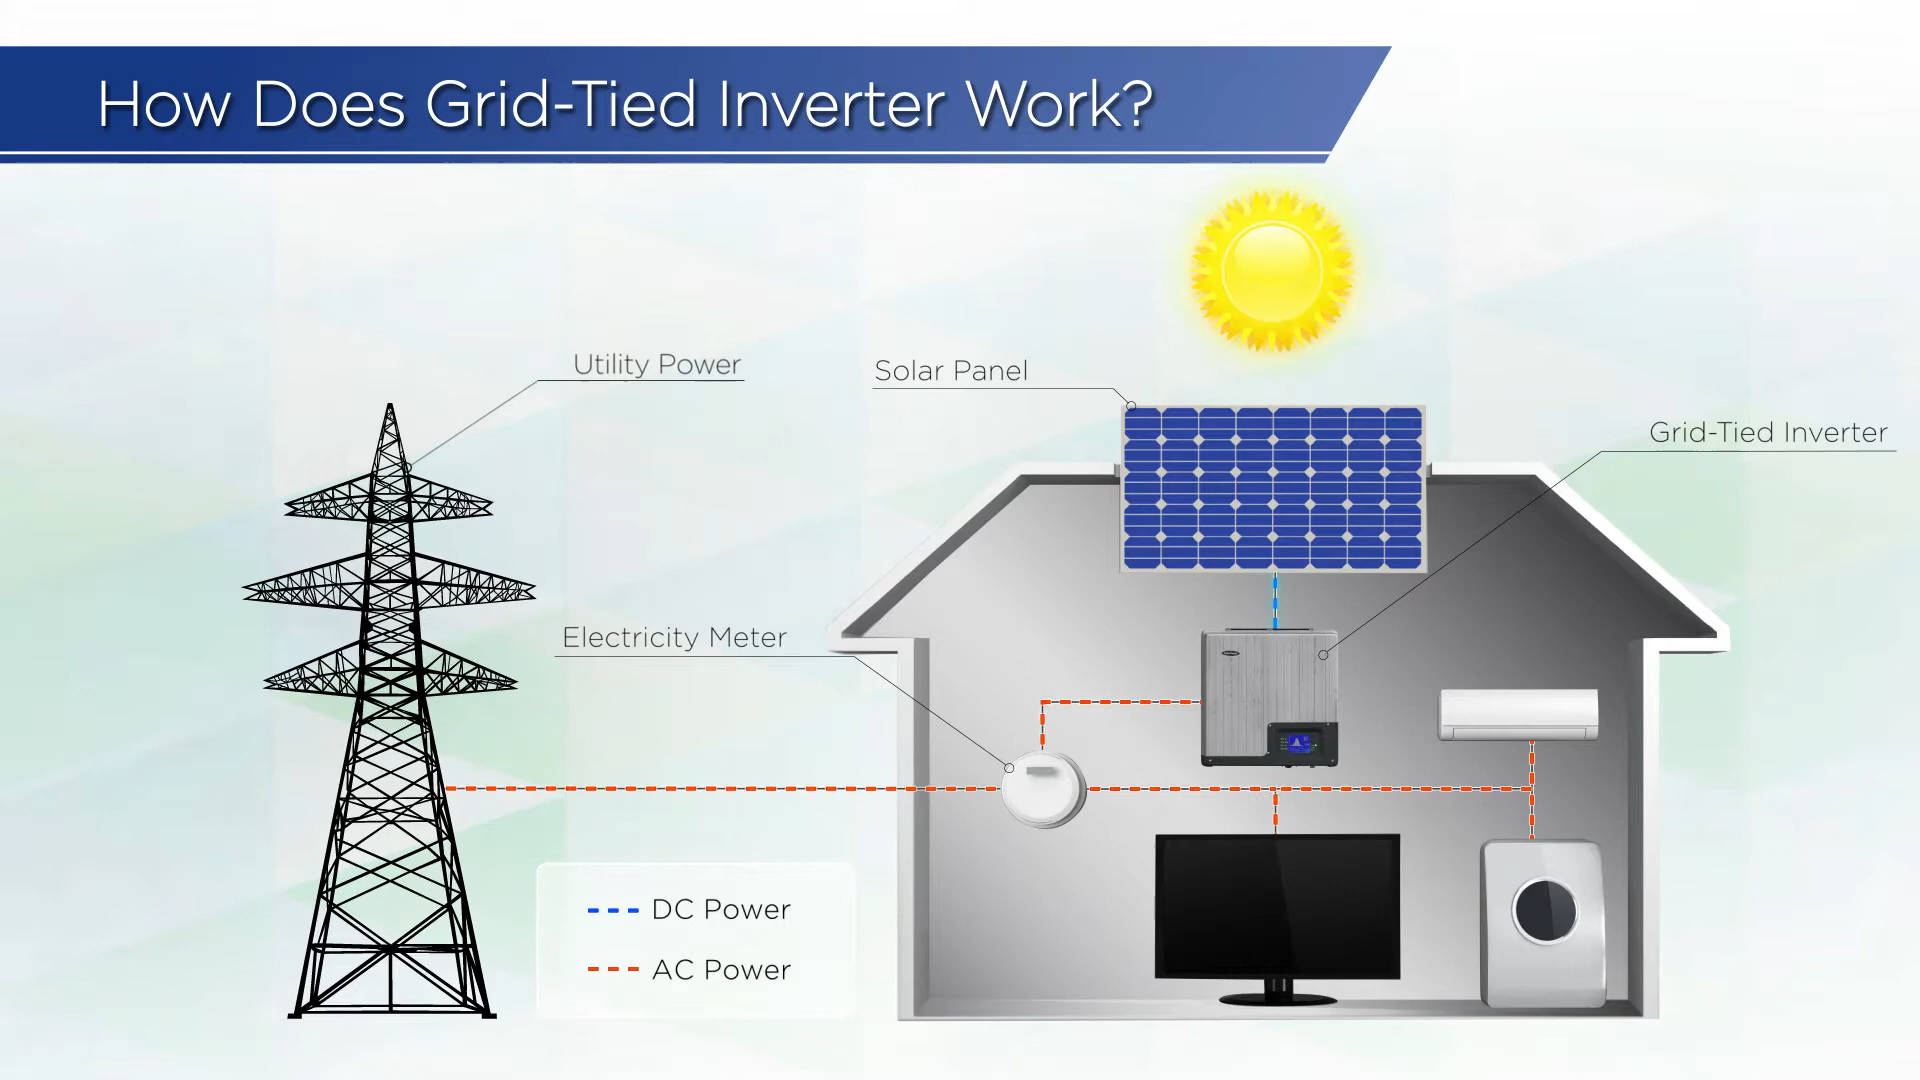 How Does Grid-Tied Inverter Work?
Utility Power
Solar Panel
Grid-Tied Inverter
Electricity Meter
DC Power
AC Power